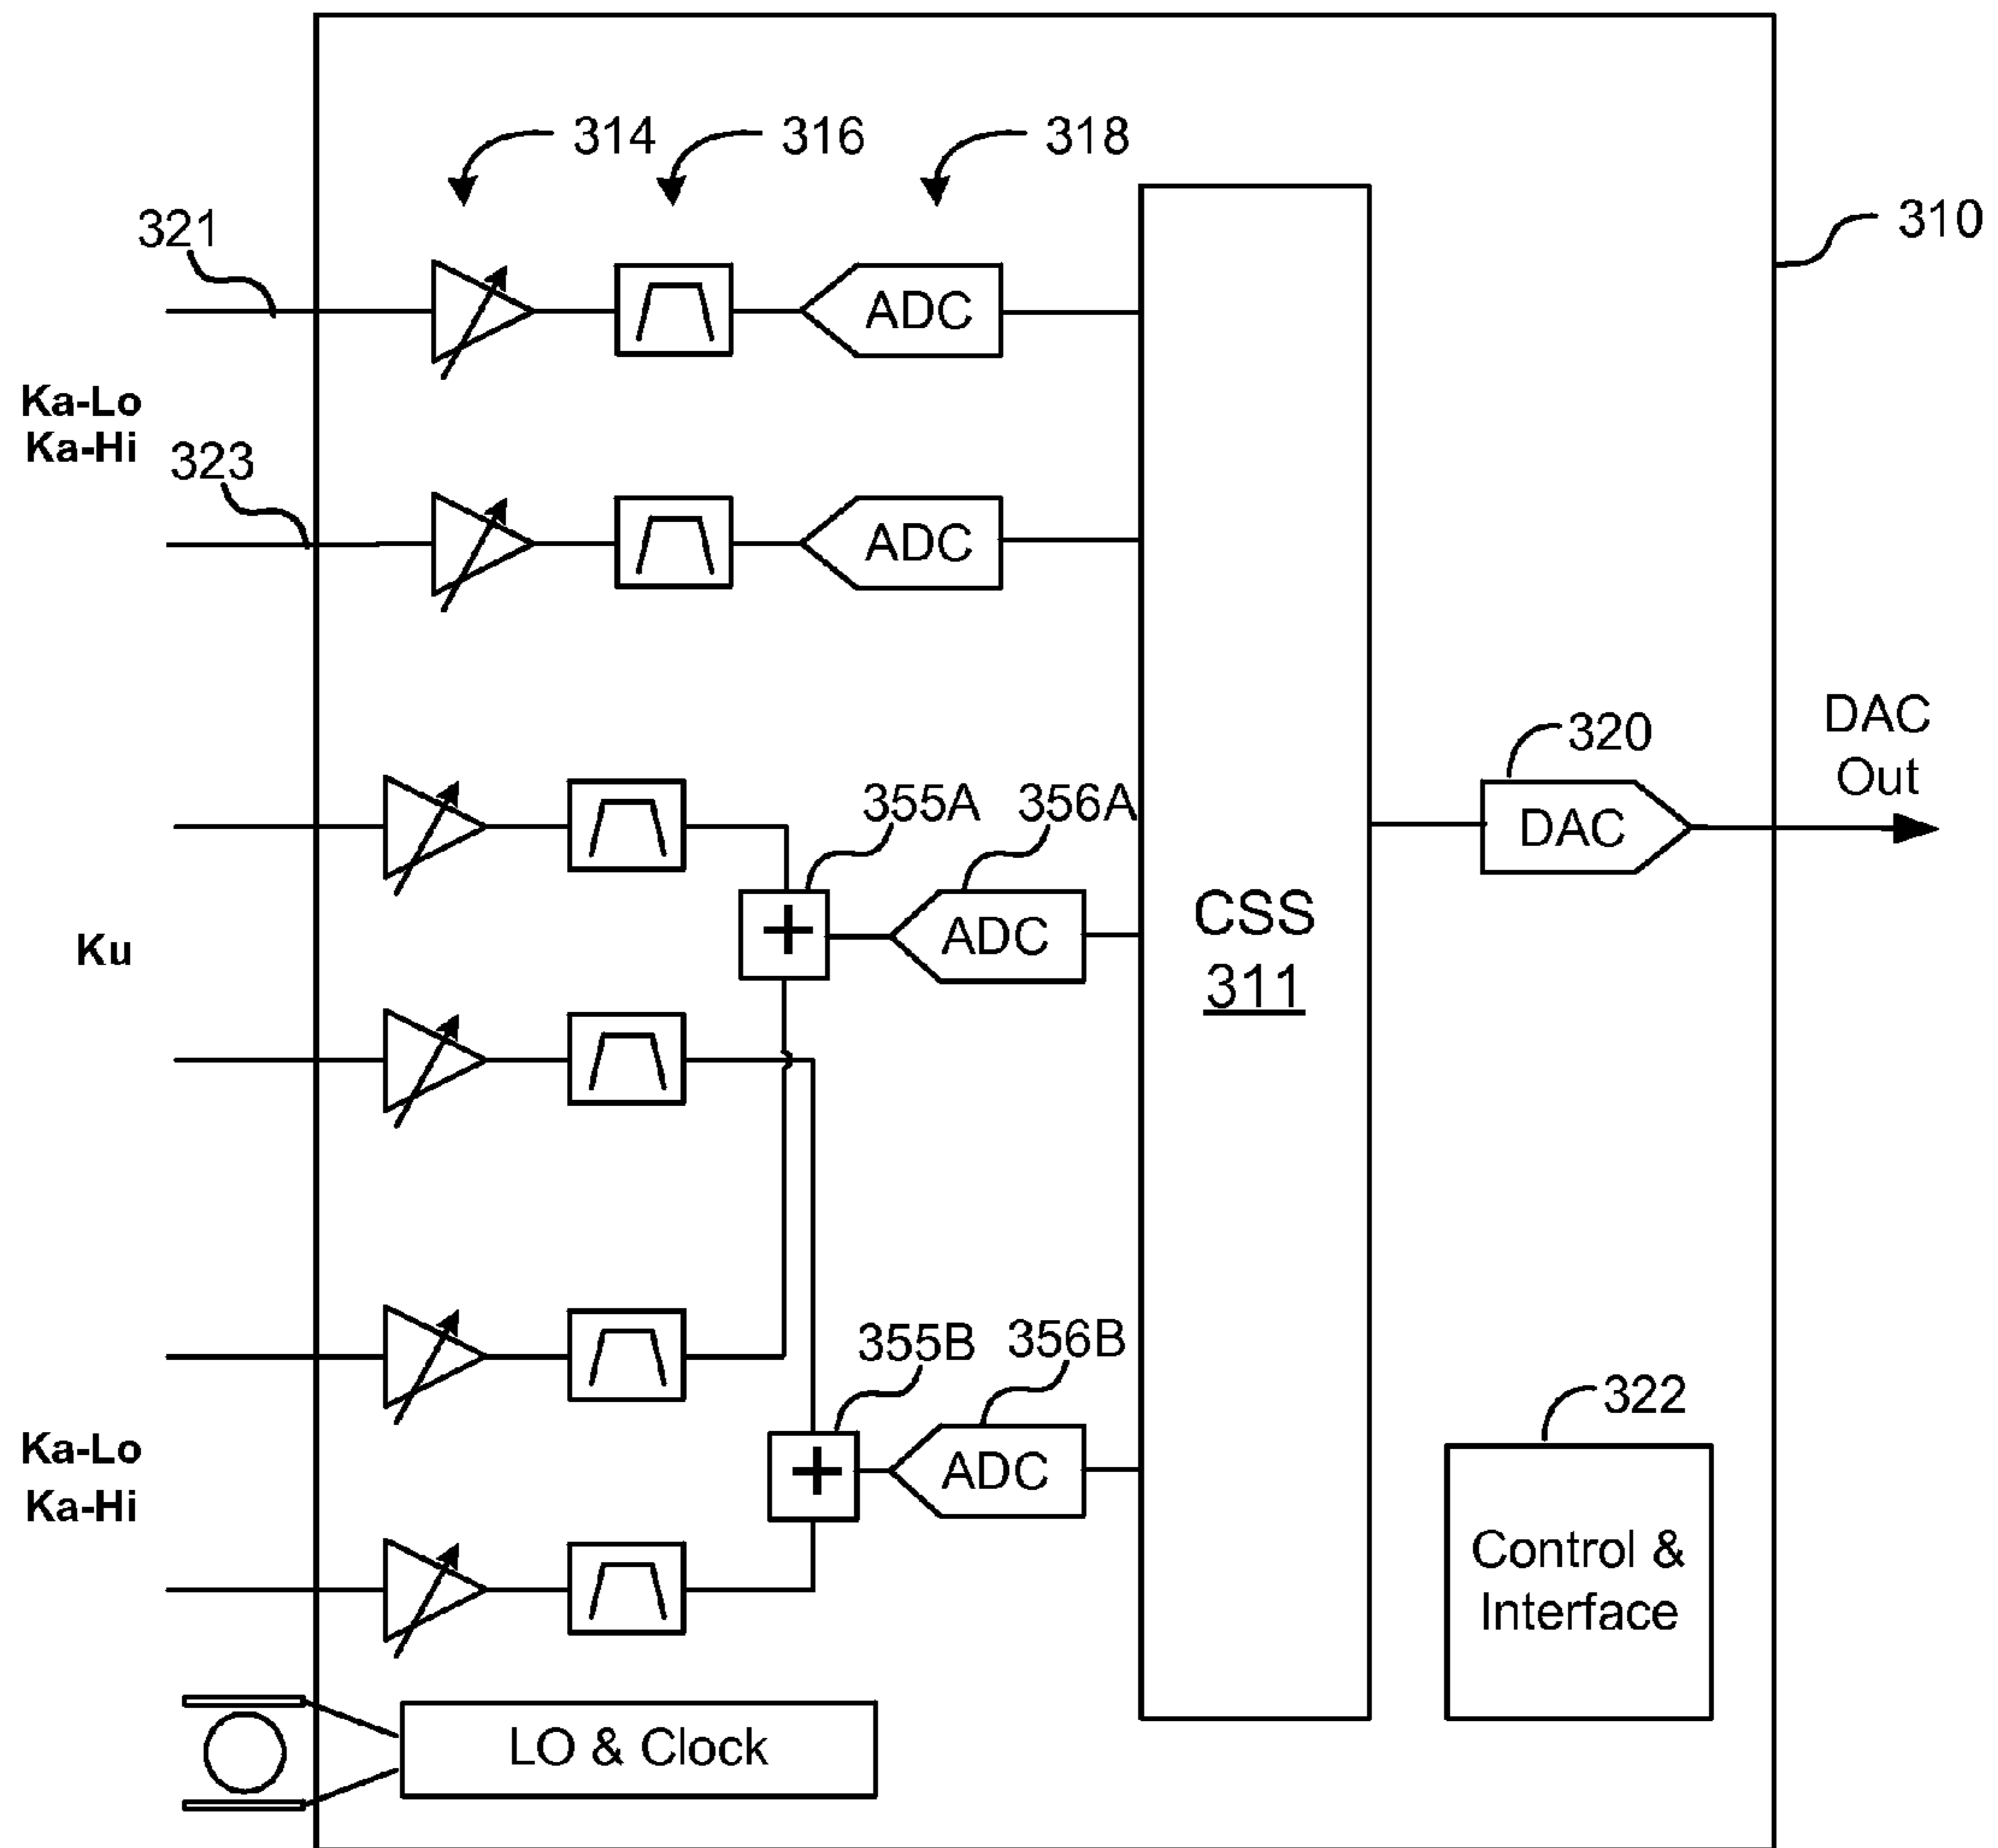 314
316
318
310
321
ADC
Ka-Lo
Ka-Hi
323
ADC
DAC
Out
320
DAC
355A
356A
ADC
CSS
311
Ku
355B
356B
ADC
322
Ka-Lo
Ka-Hi
Control &
Interface
LO & Clock